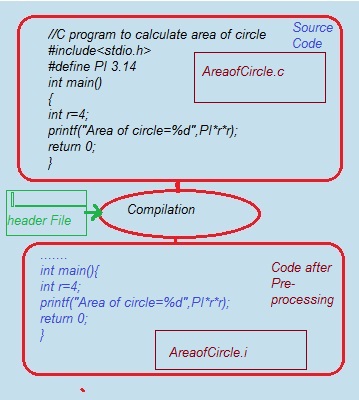 //C program to calculate area of circle
#include<stdio.h>
#define PI 3.14
int main()
{
int r=4;
printf("Area of circle=%d",PI*r*r);
return 0;
}
Source
Code
AreaofCircle.c
header File
Compilation
.......
int main(){
int r=4;
printf("Area of circle=%d",PI*r*r);
return 0;
}
Code after
Pre-
processing
AreaofCircle.i